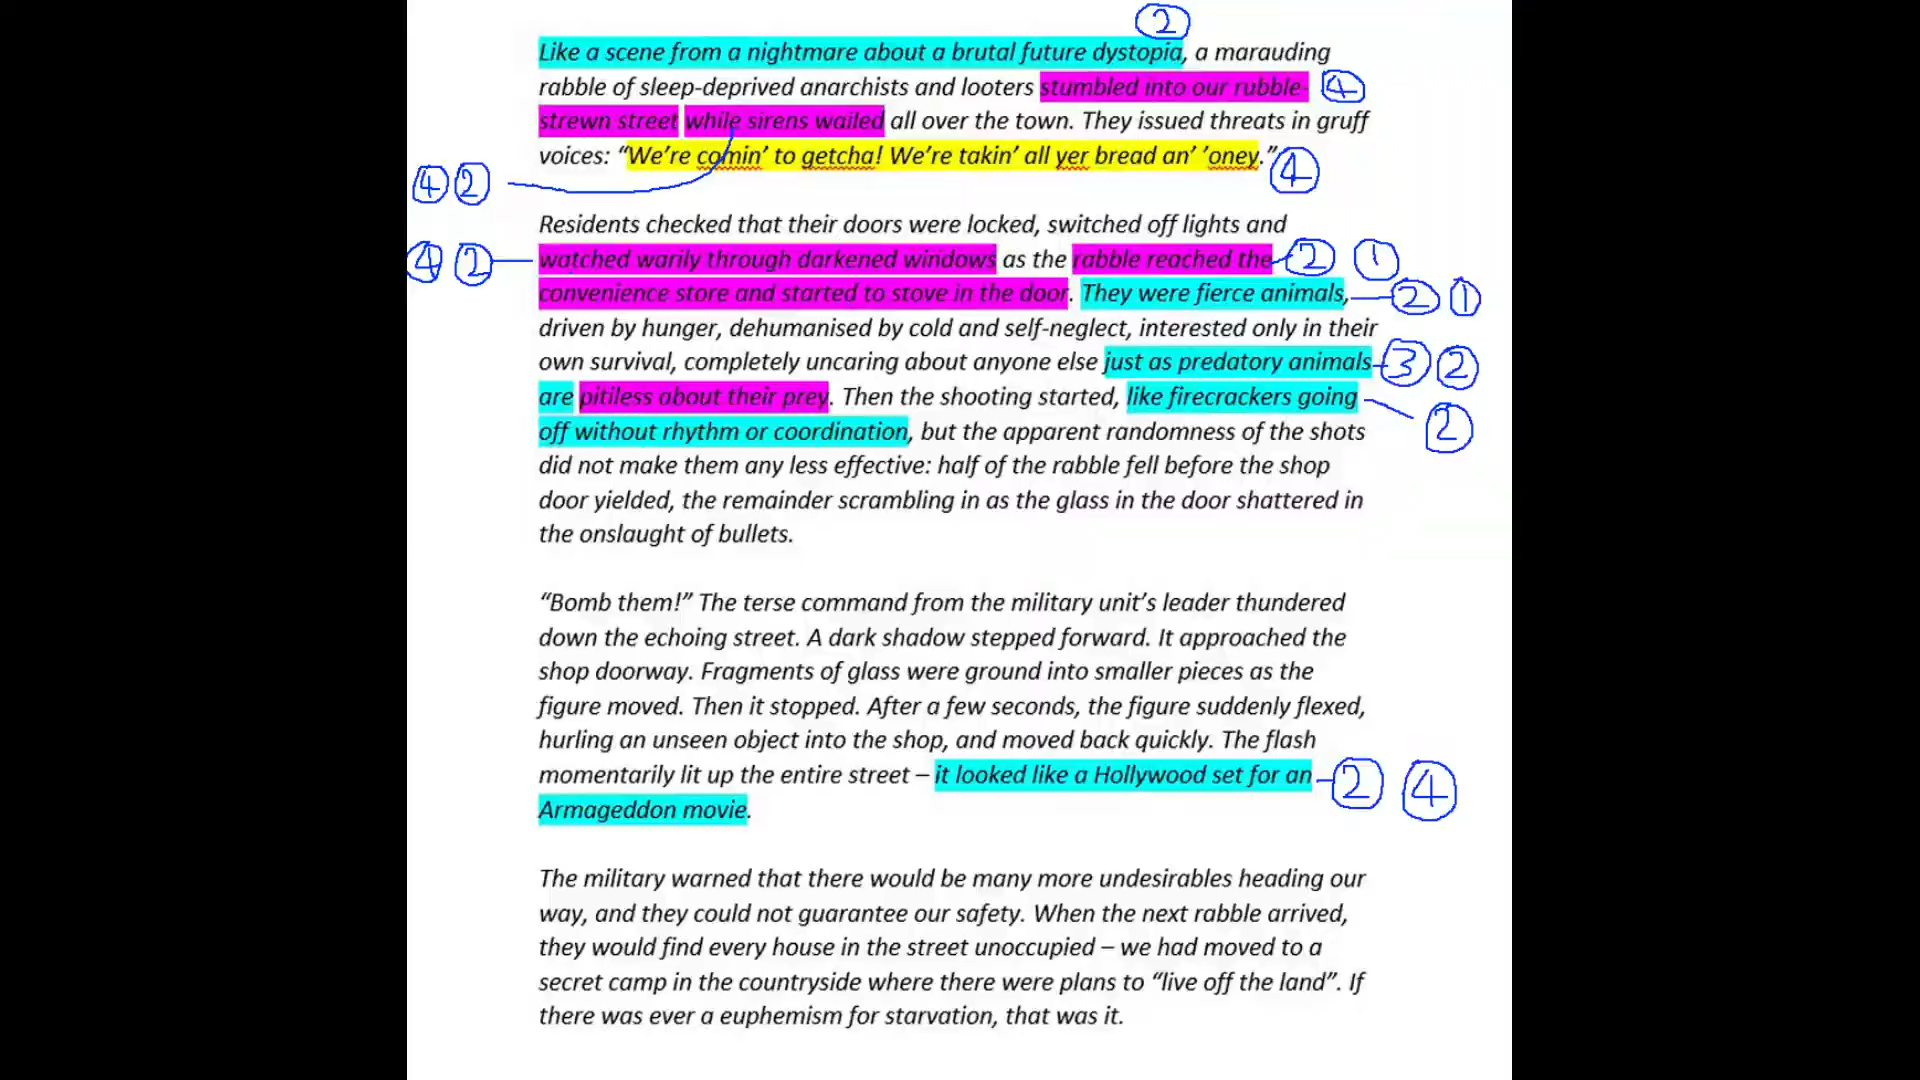 2
Like a scene from a nightmare about a brutal future dystopia, a marauding
rabble of sleep-deprived anarchists and looters stumbled into our rubble- 4
strewn street while sirens wailed all over the town. They issued threats in gruff
voices: “We’re comin’ to getcha! We’re takin’ all yer bread an’ ’oney.” 4
4 2
Residents checked that their doors were locked, switched off lights and
4 2 watched warily through darkened windows as the rabble reached the 2 1
convenience store and started to stove in the door. They were fierce animals, 2 1
driven by hunger, dehumanised by cold and self-neglect, interested only in their
own survival, completely uncaring about anyone else just as predatory animals 3 2
are pitiless about their prey. Then the shooting started, like firecrackers going
off without rhythm or coordination, but the apparent randomness of the shots 2
did not make them any less effective: half of the rabble fell before the shop
door yielded, the remainder scrambling in as the glass in the door shattered in
the onslaught of bullets.
“Bomb them!” The terse command from the military unit’s leader thundered
down the echoing street. A dark shadow stepped forward. It approached the
shop doorway. Fragments of glass were ground into smaller pieces as the
figure moved. Then it stopped. After a few seconds, the figure suddenly flexed,
hurling an unseen object into the shop, and moved back quickly. The flash
momentarily lit up the entire street – it looked like a Hollywood set for an 2 4
Armageddon movie.
The military warned that there would be many more undesirables heading our
way, and they could not guarantee our safety. When the next rabble arrived,
they would find every house in the street unoccupied – we had moved to a
secret camp in the countryside where there were plans to “live off the land”. If
there was ever a euphemism for starvation, that was it.